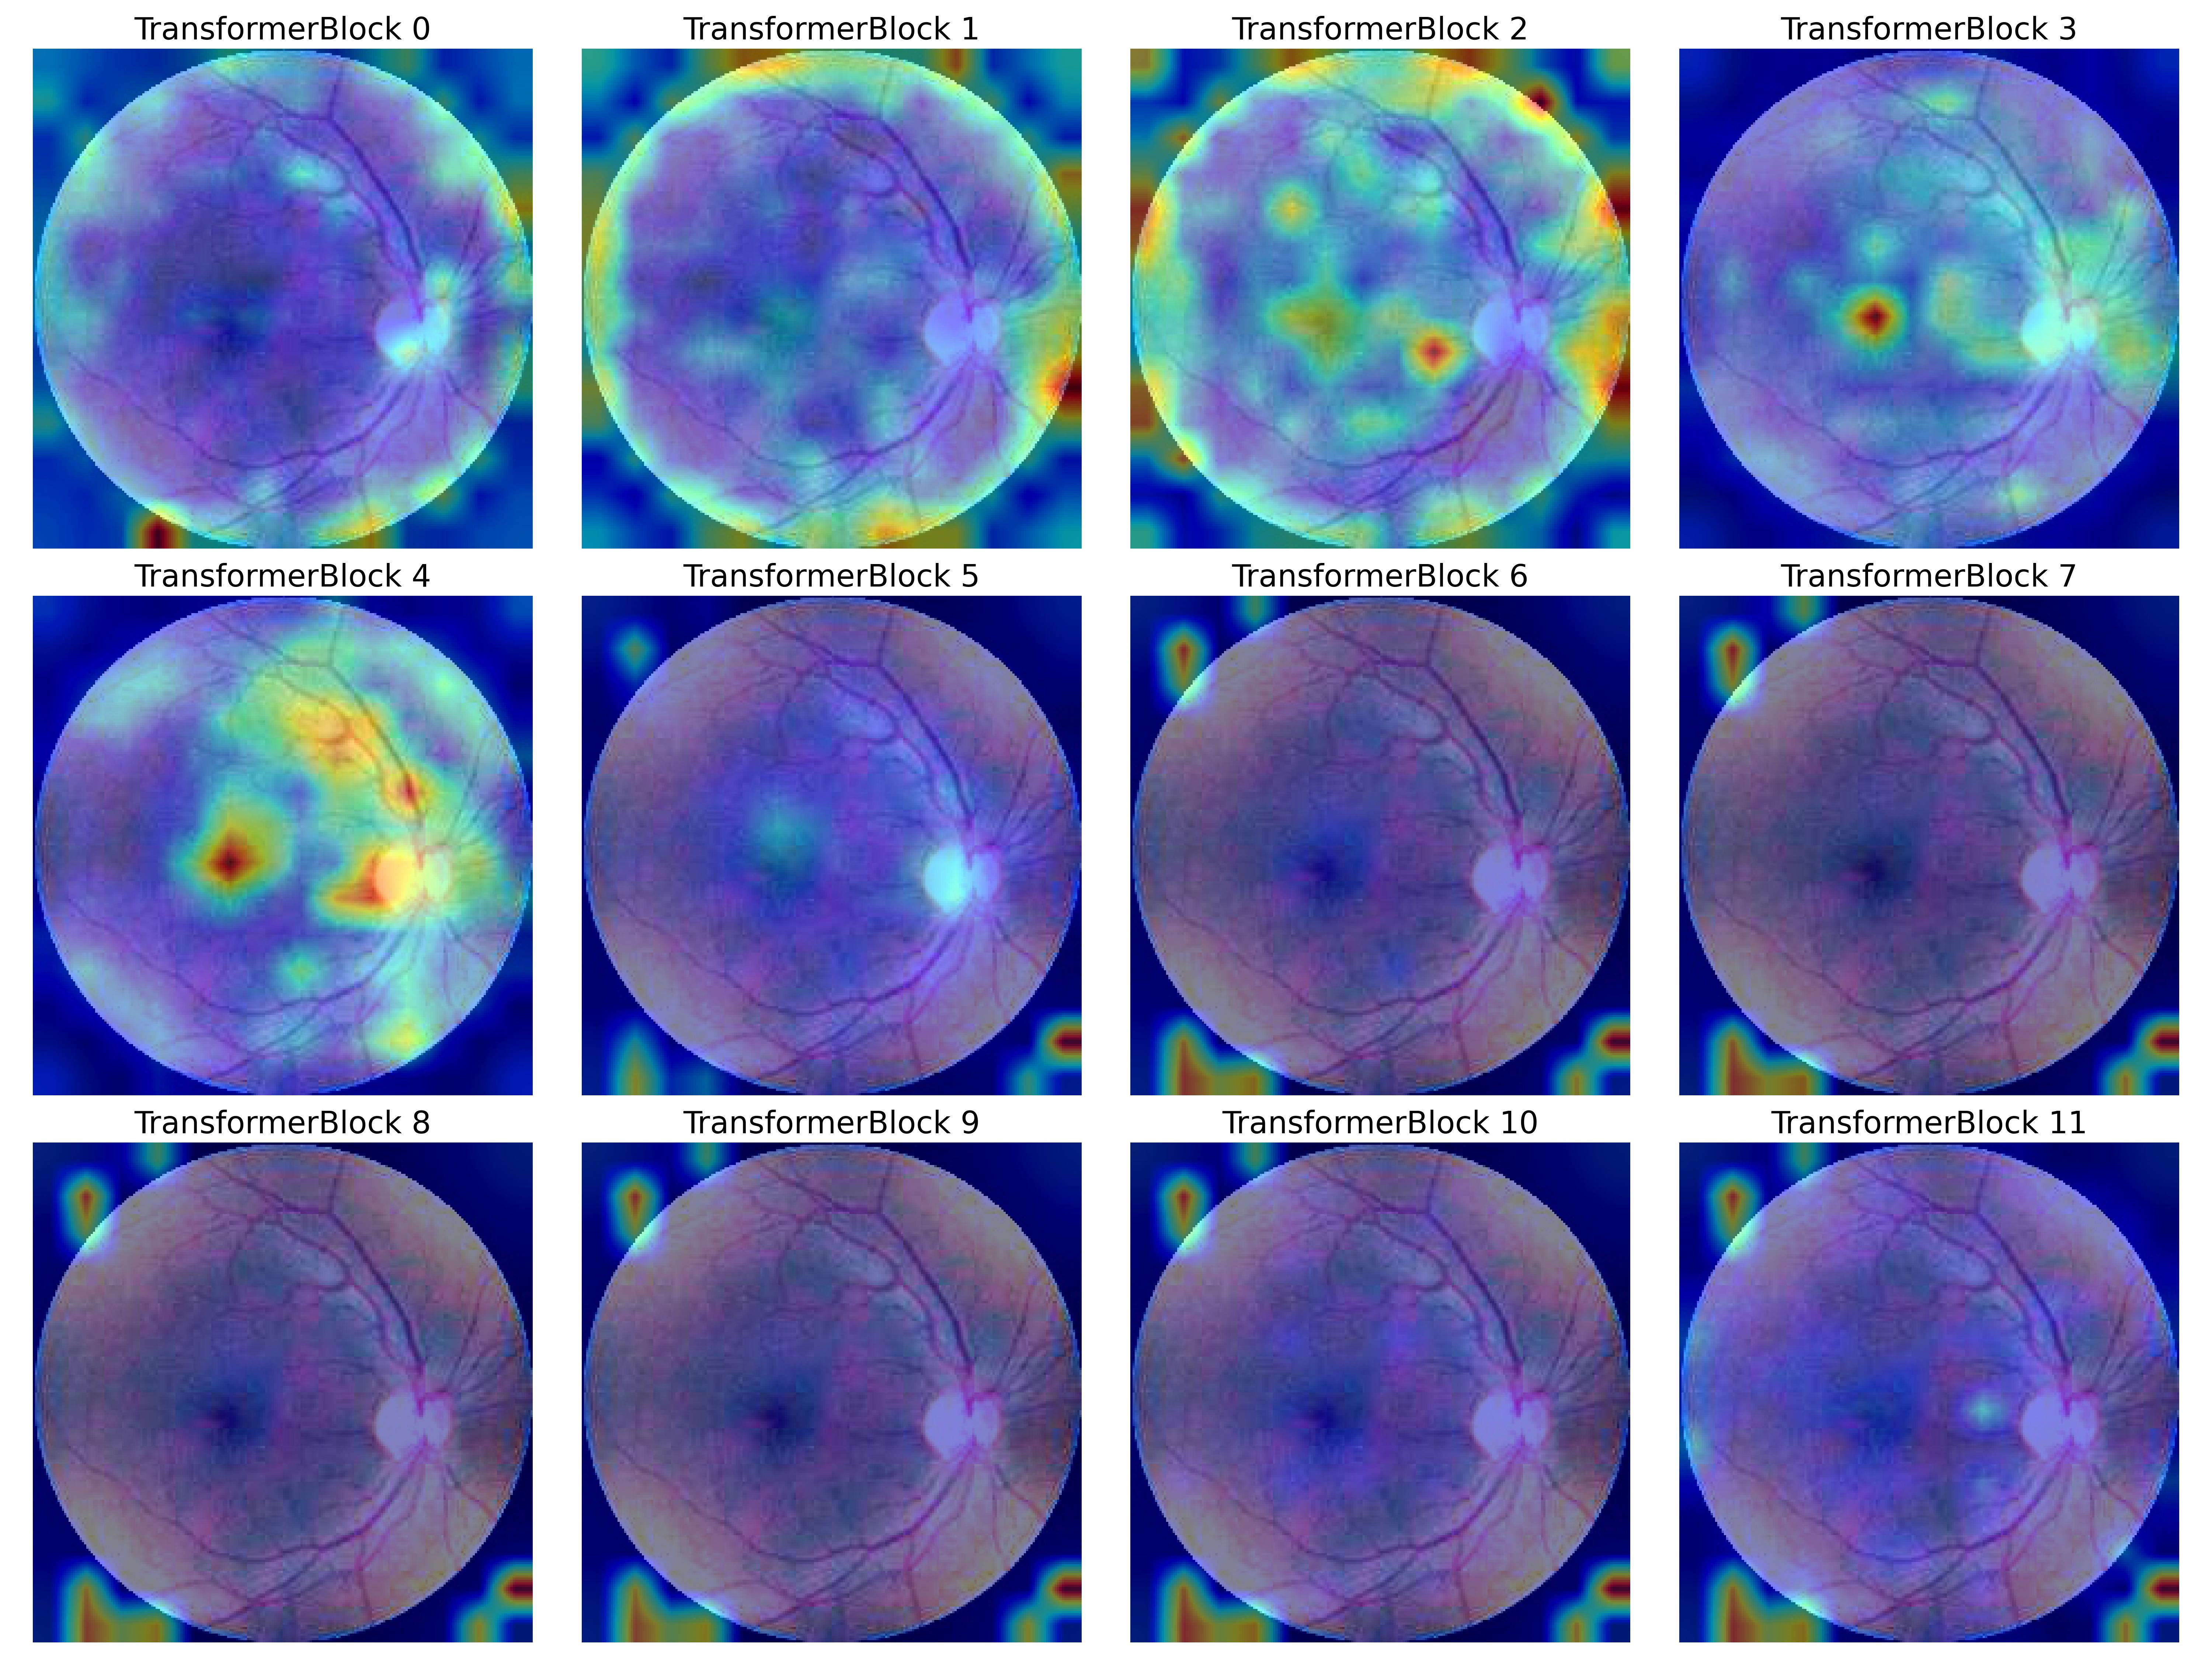 TransformerBlock 0
TransformerBlock 1
TransformerBlock 2
TransformerBlock 3
TransformerBlock 4
TransformerBlock 5
TransformerBlock 6
TransformerBlock 7
TransformerBlock 8
TransformerBlock 9
TransformerBlock 10
TransformerBlock 11